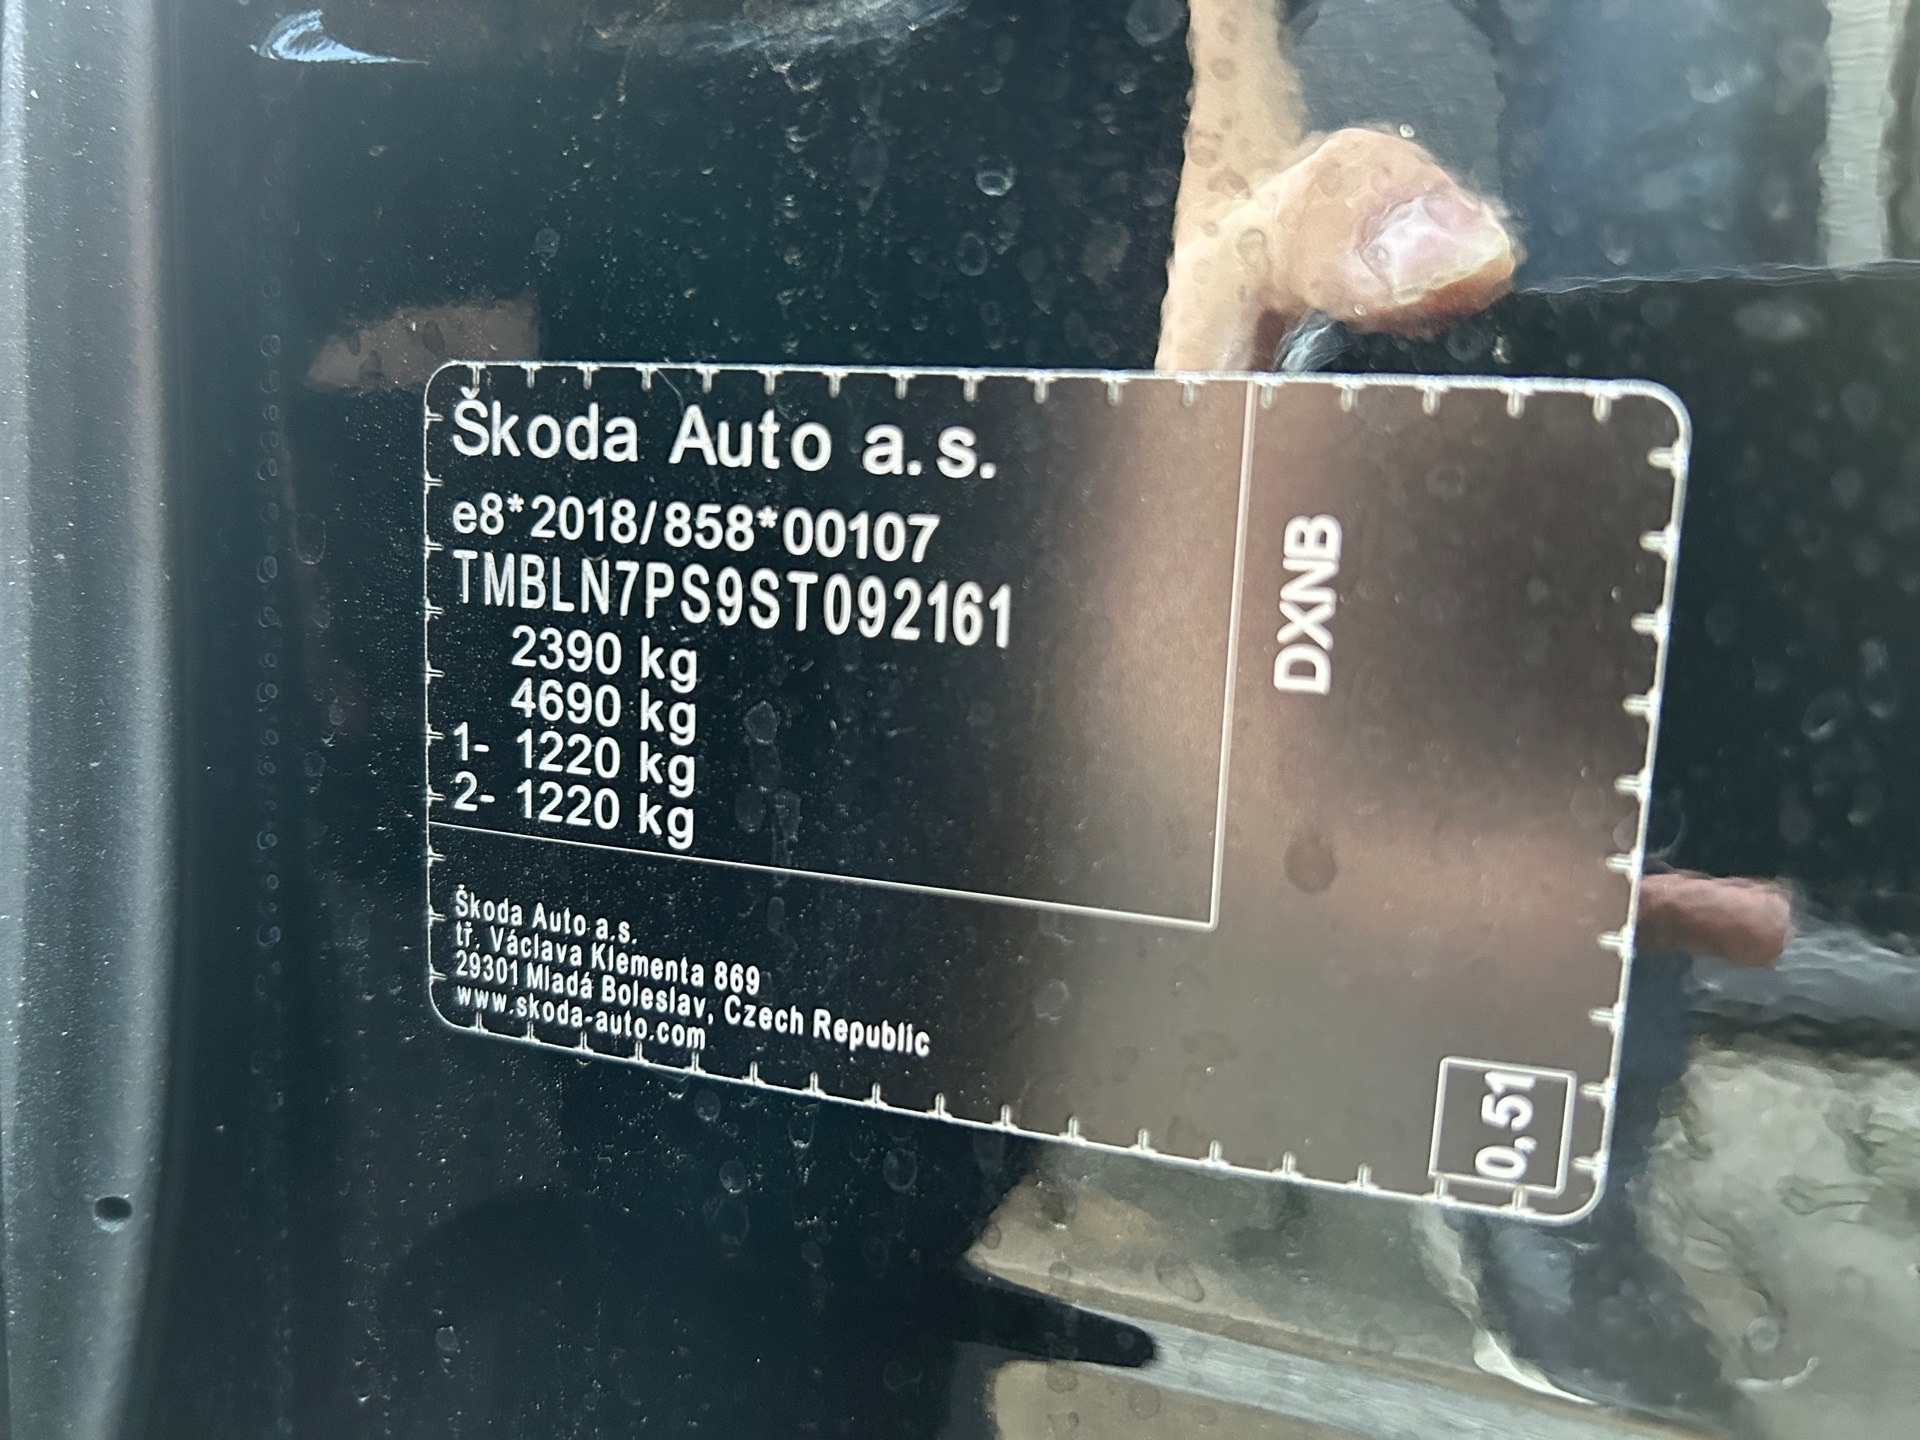 Škoda Auto a.s.
e8*2018/858*00107
TMBLN7PS9ST092161
2390 kg
4690 kg
1- 1220 kg
2- 1220 kg
DXNB
Škoda Auto a.s.
tř. Václava Klementa 869
29301 Mladá Boleslav, Czech Republic
www.skoda-auto.com
0,51